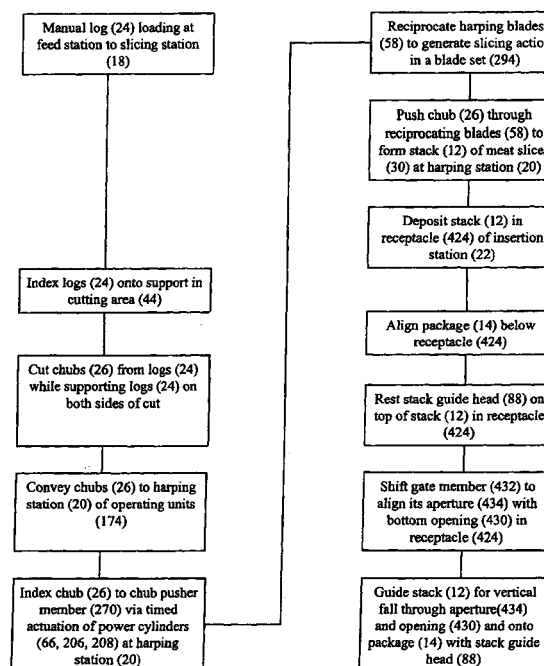 Manual log (24) loading at
feed station to slicing station
(18)
Index logs (24) onto support in
cutting area (44)
Cut chubs (26) from logs (24)
while supporting logs (24) on
both sides of cut
Convey chubs (26) to harping
station (20) of operating units
(174)
Index chub (26) to chub pusher
member (270) via timed
actuation of power cylinders
(66, 206, 208) at harping
station (20)
Reciprocate harping blades
(58) to generate slicing action
in a blade set (294)
Push chub (26) through
reciprocating blades (58) to
form stack (12) of meat slice
(30) at harping station (20)
Deposit stack (12) in
receptacle (424) of insertion
station (22)
Align package (14) below
receptacle (424)
Rest stack guide head (88) on
top of stack (12) in receptacle
(424)
Shift gate member (432) to
align its aperture (434) with
bottom opening (430) in
receptacle (424)
Guide stack (12) for vertical
fall through aperture(434)
and opening (430) and onto
package (14) with stack guide
head (88)